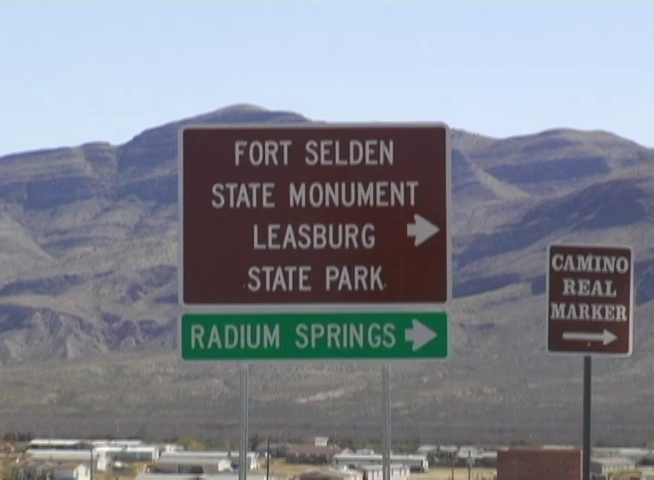 FORT SELDEN
STATE MONUMENT
LEASBURG
STATE PARK
RADIUM SPRINGS
CAMINO
REAL
MARKER